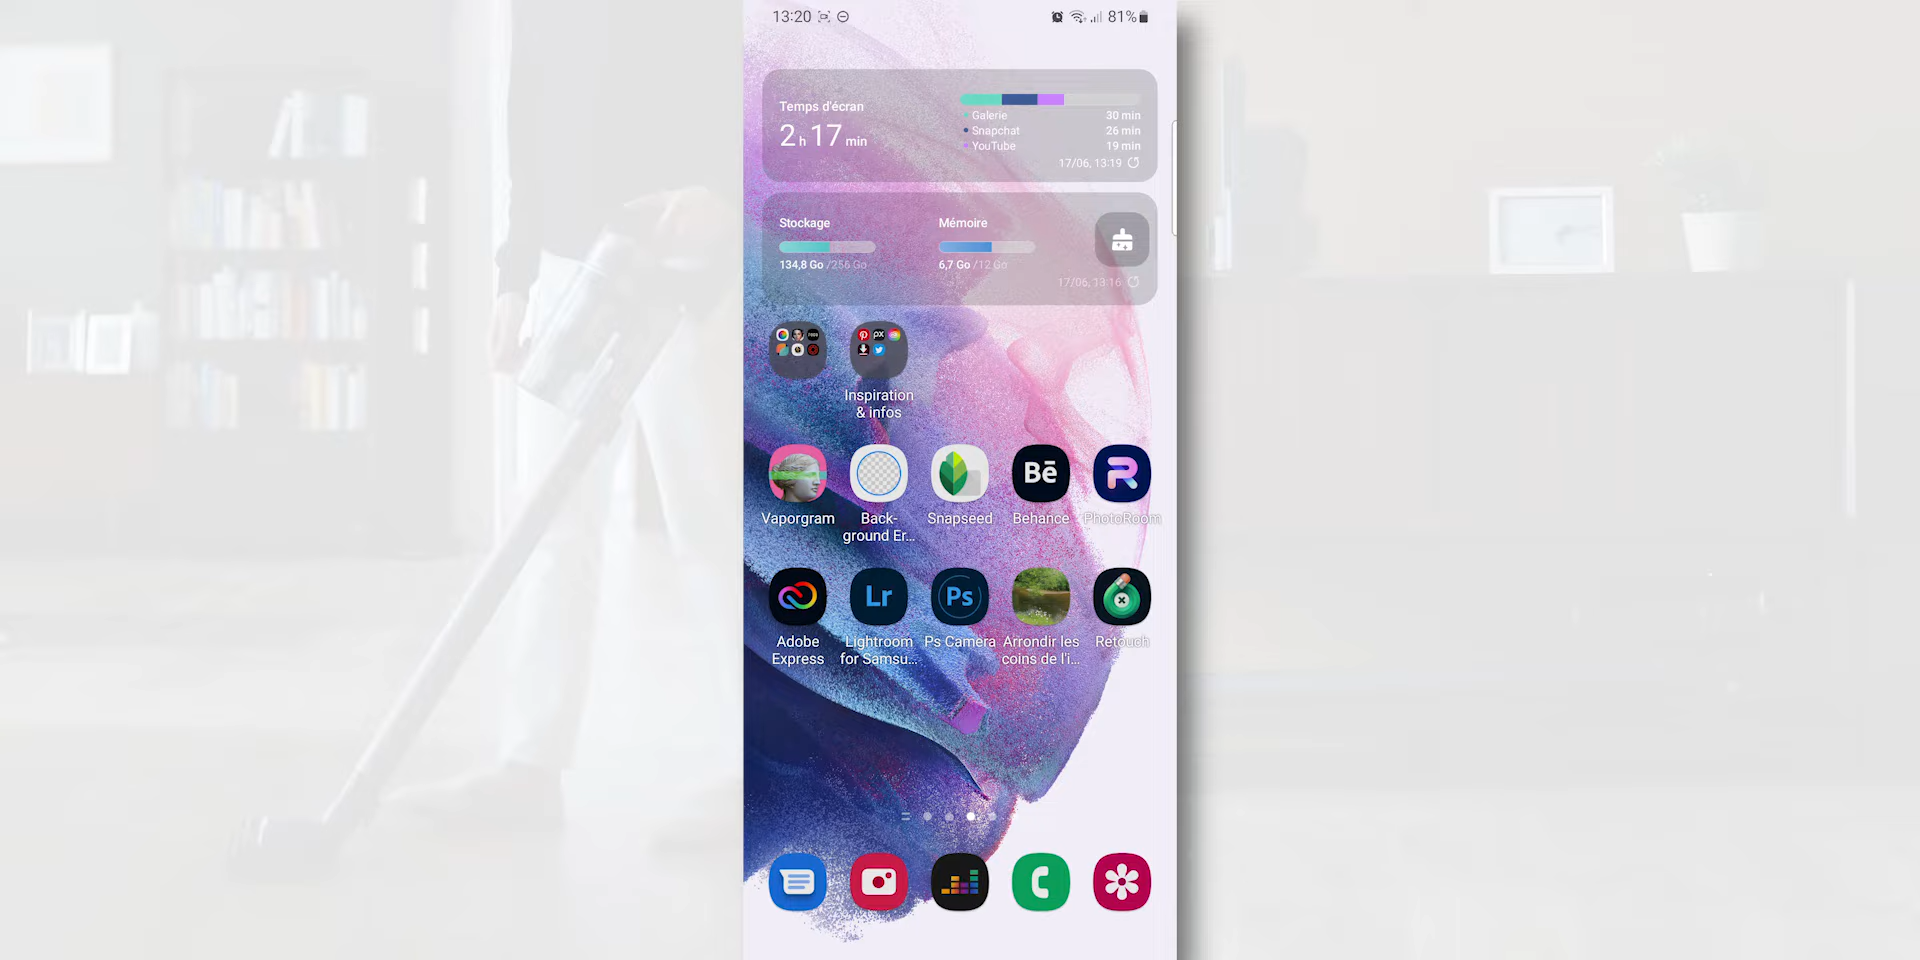 13:20
81%
Temps d'écran
2 h 17 min
Galerie 30 min
Snapchat 26 min
YouTube 19 min
17/06, 13:19
Stockage
Mémoire
134,8 Go /256 Go
6,7 Go /12 Go
17/06, 13:16
Inspiration
& infos
Vaporgram
Back-
ground Er...
Snapseed
Bē
Behance
PhotoRoom
Adobe
Express
Lr
Lightroom
for Samsu...
Ps
Ps Camera
Arrondir les
coins de l'i...
Retouch